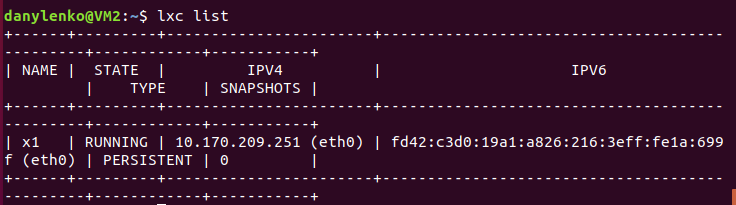 danylenko@VM2:~$ lxc list
+------+---------+-----------------------+--------------------------------------
---------+------------+-----------+
| NAME |  STATE  |         IPV4          |                     IPV6
         |    TYPE    | SNAPSHOTS |
+------+---------+-----------------------+--------------------------------------
---------+------------+-----------+
| x1   | RUNNING | 10.170.209.251 (eth0) | fd42:c3d0:19a1:a826:216:3eff:fe1a:699
f (eth0) | PERSISTENT | 0         |
+------+---------+-----------------------+--------------------------------------
---------+------------+-----------+